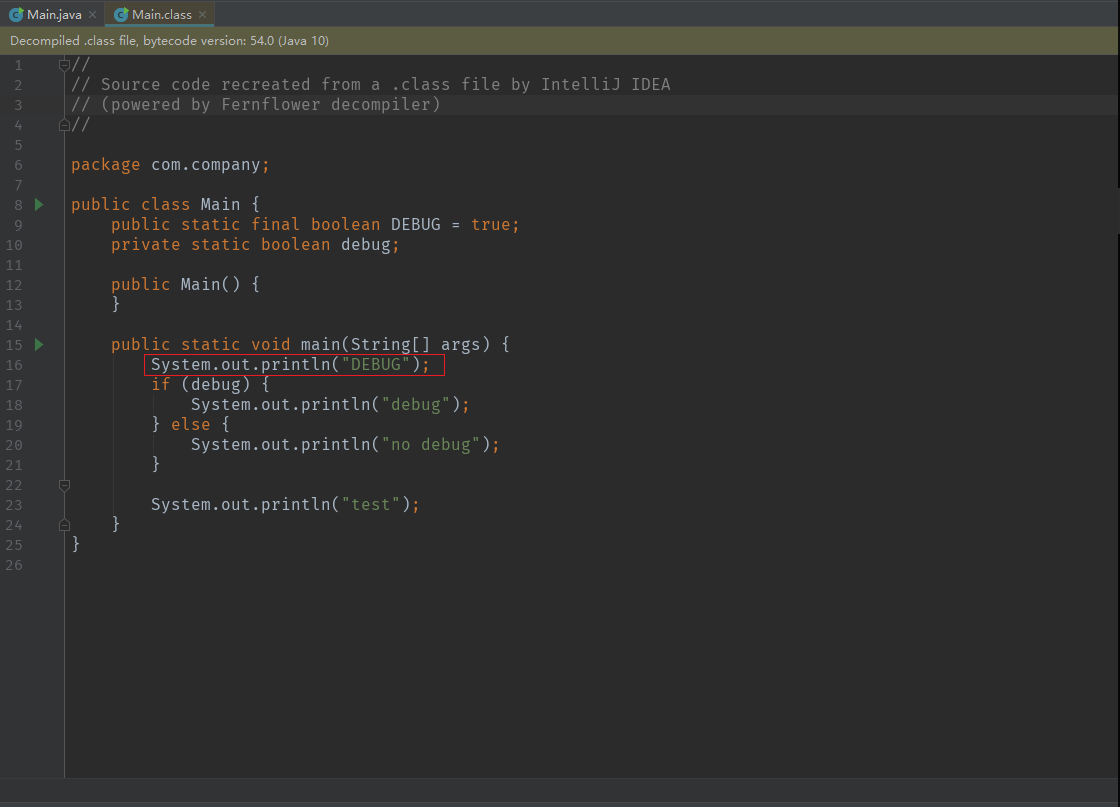 Main.java Main.class
Decompiled .class file, bytecode version: 54.0 (Java 10)
1 //
2 // Source code recreated from a .class file by IntelliJ IDEA
3 // (powered by Fernflower decompiler)
4 //
5
6 package com.company;
7
8 public class Main {
9     public static final boolean DEBUG = true;
10     private static boolean debug;
11
12     public Main() {
13     }
14
15     public static void main(String[] args) {
16         System.out.println("DEBUG");
17         if (debug) {
18             System.out.println("debug");
19         } else {
20             System.out.println("no debug");
21         }
22
23         System.out.println("test");
24     }
25 }
26